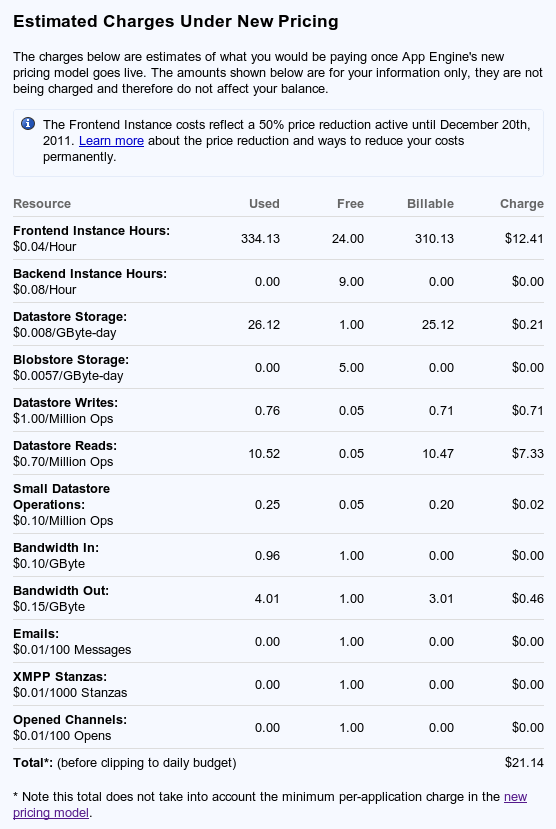 Estimated Charges Under New Pricing
The charges below are estimates of what you would be paying once App Engine's new
pricing model goes live. The amounts shown below are for your information only, they are not
being charged and therefore do not affect your balance.
The Frontend Instance costs reflect a 50% price reduction active until December 20th,
2011. Learn more about the price reduction and ways to reduce your costs
permanently.
Resource Used Free Billable Charge
Frontend Instance Hours:
$0.04/Hour 334.13 24.00 310.13 $12.41
Backend Instance Hours:
$0.08/Hour 0.00 9.00 0.00 $0.00
Datastore Storage:
$0.008/GByte-day 26.12 1.00 25.12 $0.21
Blobstore Storage:
$0.0057/GByte-day 0.00 5.00 0.00 $0.00
Datastore Writes:
$1.00/Million Ops 0.76 0.05 0.71 $0.71
Datastore Reads:
$0.70/Million Ops 10.52 0.05 10.47 $7.33
Small Datastore
Operations: 0.25 0.05 0.20 $0.02
$0.10/Million Ops
Bandwidth In:
$0.10/GByte 0.96 1.00 0.00 $0.00
Bandwidth Out:
$0.15/GByte 4.01 1.00 3.01 $0.46
Emails:
$0.01/100 Messages 0.00 1.00 0.00 $0.00
XMPP Stanzas:
$0.01/1000 Stanzas 0.00 1.00 0.00 $0.00
Opened Channels:
$0.01/100 Opens 0.00 1.00 0.00 $0.00
Total*: (before clipping to daily budget) $21.14
* Note this total does not take into account the minimum per-application charge in the new
pricing model.